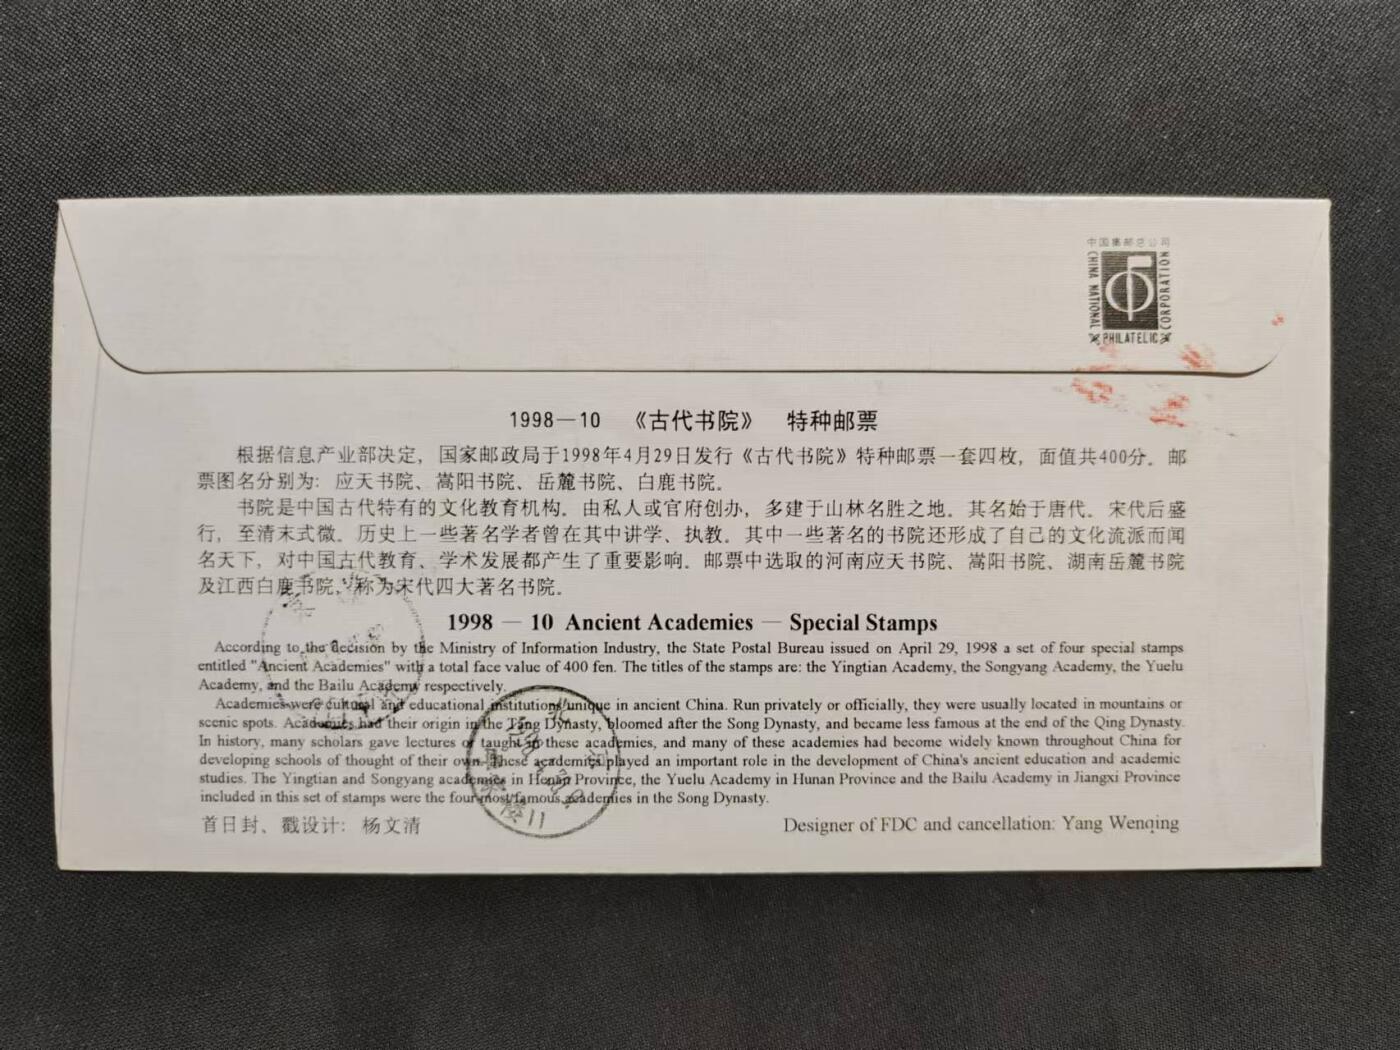 中国集邮总公司
CHINA NATIONAL
PHILATELIC
CORPORATION
1998—10 《古代书院》 特种邮票
根据信息产业部决定，国家邮政局于1998年4月29日发行《古代书院》特种邮票一套四枚，面值共400分。邮
票图名分别为：应天书院、嵩阳书院、岳麓书院、白鹿书院。
书院是中国古代特有的文化教育机构。由私人或官府创办，多建于山林名胜之地。其名始于唐代。宋代后盛
行，至清末式微。历史上一些著名学者曾在其中讲学、执教。其中一些著名的书院还形成了自己的文化流派而闻
名天下，对中国古代教育、学术发展都产生了重要影响。邮票中选取的河南应天书院、嵩阳书院、湖南岳麓书院
及江西白鹿书院，称为宋代四大著名书院。
1998 — 10 Ancient Academies — Special Stamps
According to the decision by the Ministry of Information Industry, the State Postal Bureau issued on April 29, 1998 a set of four special stamps
entitled "Ancient Academies" with a total face value of 400 fen. The titles of the stamps are: the Yingtian Academy, the Songyang Academy, the Yuelu
Academy, and the Bailu Academy respectively.
Academies were cultural and educational institutions unique in ancient China. Run privately or officially, they were usually located in mountains or
scenic spots. Academies had their origin in the Tang Dynasty, bloomed after the Song Dynasty, and became less famous at the end of the Qing Dynasty.
In history, many scholars gave lectures or taught in these academies, and many of these academies had become widely known throughout China for
developing schools of thought of their own. These academies played an important role in the development of China's ancient education and academic
studies. The Yingtian and Songyang academies in Henan Province, the Yuelu Academy in Hunan Province and the Bailu Academy in Jiangxi Province
included in this set of stamps were the four most famous academies in the Song Dynasty.
首日封、戳设计：杨文清
Designer of FDC and cancellation: Yang Wenqing